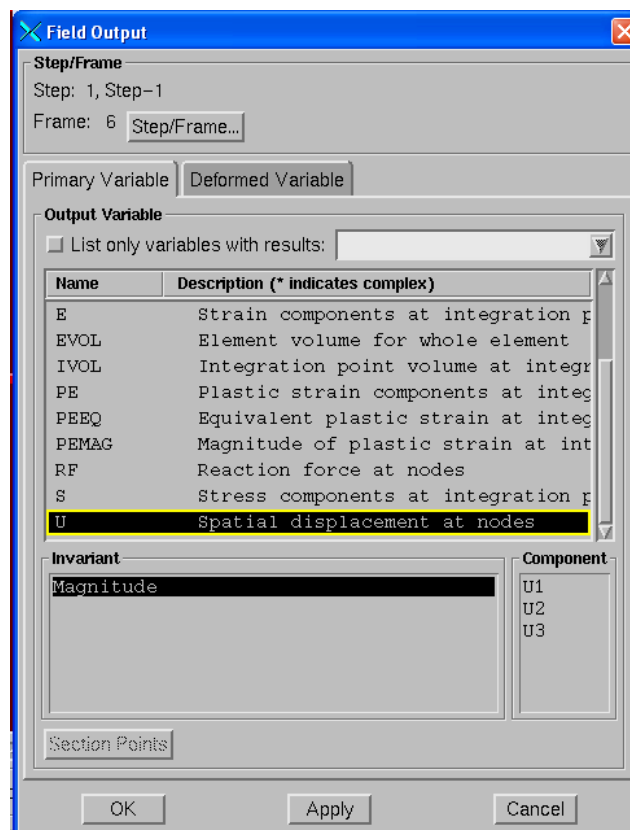 Field Output
Step/Frame
Step: 1, Step-1
Frame: 6 Step/Frame...
Primary Variable Deformed Variable
Output Variable
List only variables with results:
Name Description (* indicates complex)
E Strain components at integration p
EVOL Element volume for whole element
IVOL Integration point volume at integr
PE Plastic strain components at integ
PEEQ Equivalent plastic strain at integ
PEMAG Magnitude of plastic strain at int
RF Reaction force at nodes
S Stress components at integration p
U Spatial displacement at nodes
Invariant Component
Magnitude U1
U2
U3
Section Points
OK Apply Cancel